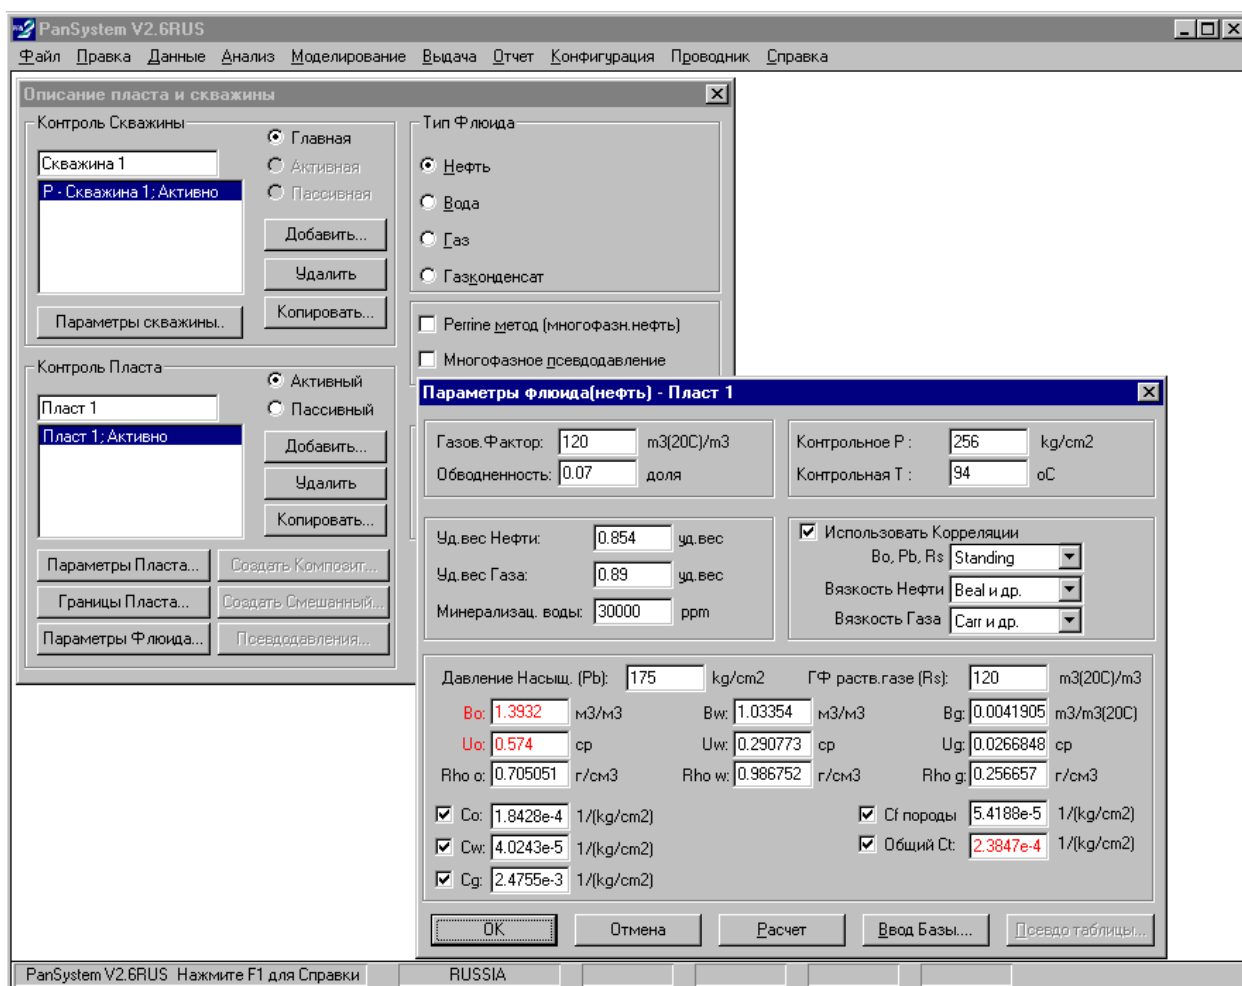 PanSystem V2.6RUS
Файл Правка Данные Анализ Моделирование Выдача Отчет Конфигурация Проводник Справка
Описание пласта и скважины
Контроль Скважины
Скважина 1
P - Скважина 1; Активно
Главная
Активная
Пассивная
Добавить...
Удалить
Копировать...
Параметры скважины..
Тип Флюида
Нефть
Вода
Газ
Газконденсат
Perrine метод (многофазн.нефть)
Многофазное псевдодавление
Контроль Пласта
Пласт 1
Пласт 1; Активно
Активный
Пассивный
Добавить...
Удалить
Копировать...
Параметры Пласта... Создать Композит...
Границы Пласта... Создать Смешанный...
Параметры Флюида... Псевдодавления...
Параметры Флюида(нефть) - Пласт 1
Газов.Фактор: 120 m3(20C)/m3
Обводненность: 0.07 доля
Контрольное P : 256 kg/cm2
Контрольная T : 94 oC
Уд.вес Нефти: 0.854 уд.вес
Уд.вес Газа: 0.89 уд.вес
Минерализац. воды: 30000 ppm
Использовать Корреляции
Bo, Pb, Rs Standing
Вязкость Нефти Beal и др.
Вязкость Газа Carr и др.
Давление Насыщ. (Pb): 175 kg/cm2 ГФ раств.газе (Rs): 120 m3(20C)/m3
Bo: 1.3932 м3/м3 Bw: 1.03354 м3/м3 Bg: 0.0041905 m3/m3(20C)
Uo: 0.574 cp Uw: 0.290773 cp Ug: 0.0266848 cp
Rho o: 0.705051 г/см3 Rho w: 0.986752 г/см3 Rho g: 0.256657 г/см3
Co: 1.8428e-4 1/(kg/cm2) Cf породы 5.4188e-5 1/(kg/cm2)
Cw: 4.0243e-5 1/(kg/cm2) Общий Ct: 2.3847e-4 1/(kg/cm2)
Cg: 2.4755e-3 1/(kg/cm2)
OK Отмена Расчет Ввод Базы.... Псевдо таблицы...
PanSystem V2.6RUS Нажмите F1 для Справки RUSSIA